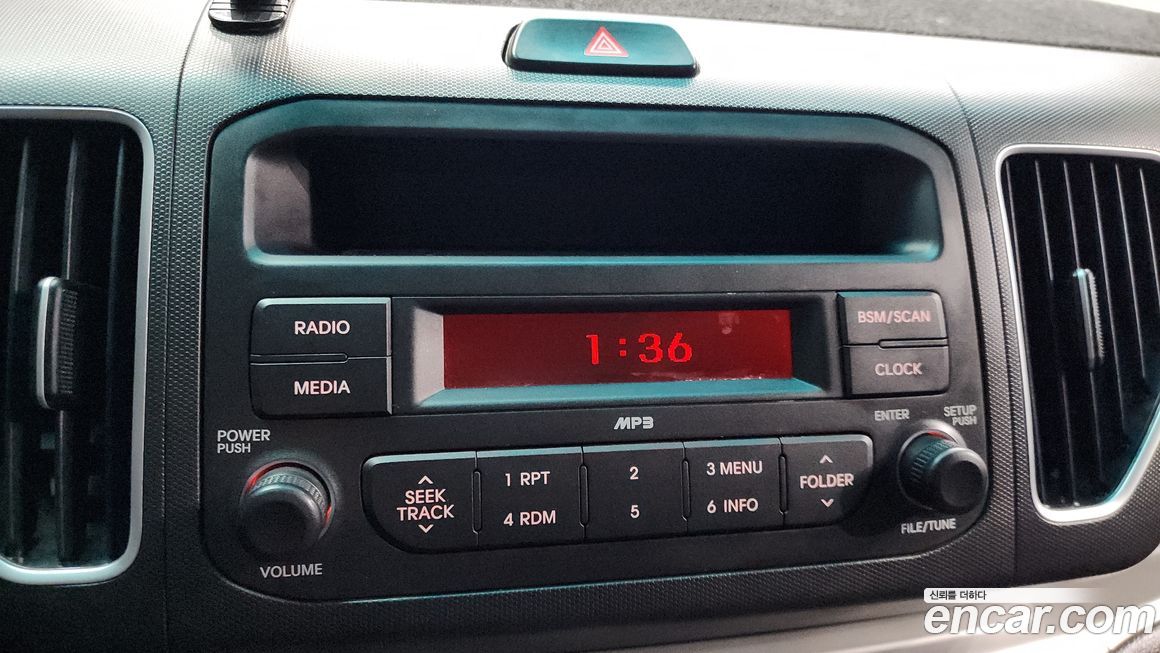 RADIO
1:36
BSM/SCAN
MEDIA
CLOCK
MP3
ENTER
SETUP
PUSH
POWER
PUSH
SEEK
TRACK
1 RPT
2
3 MENU
FOLDER
4 RDM
5
6 INFO
FILE/TUNE
VOLUME
신뢰를 더하다
encar.com